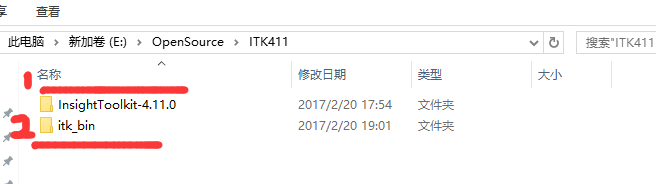 享 查看
此电脑 › 新加卷 (E:) › OpenSource › ITK411 搜索"ITK411
名称 修改日期 类型 大小
1 InsightToolkit-4.11.0 2017/2/20 17:54 文件夹
2 itk_bin 2017/2/20 19:01 文件夹